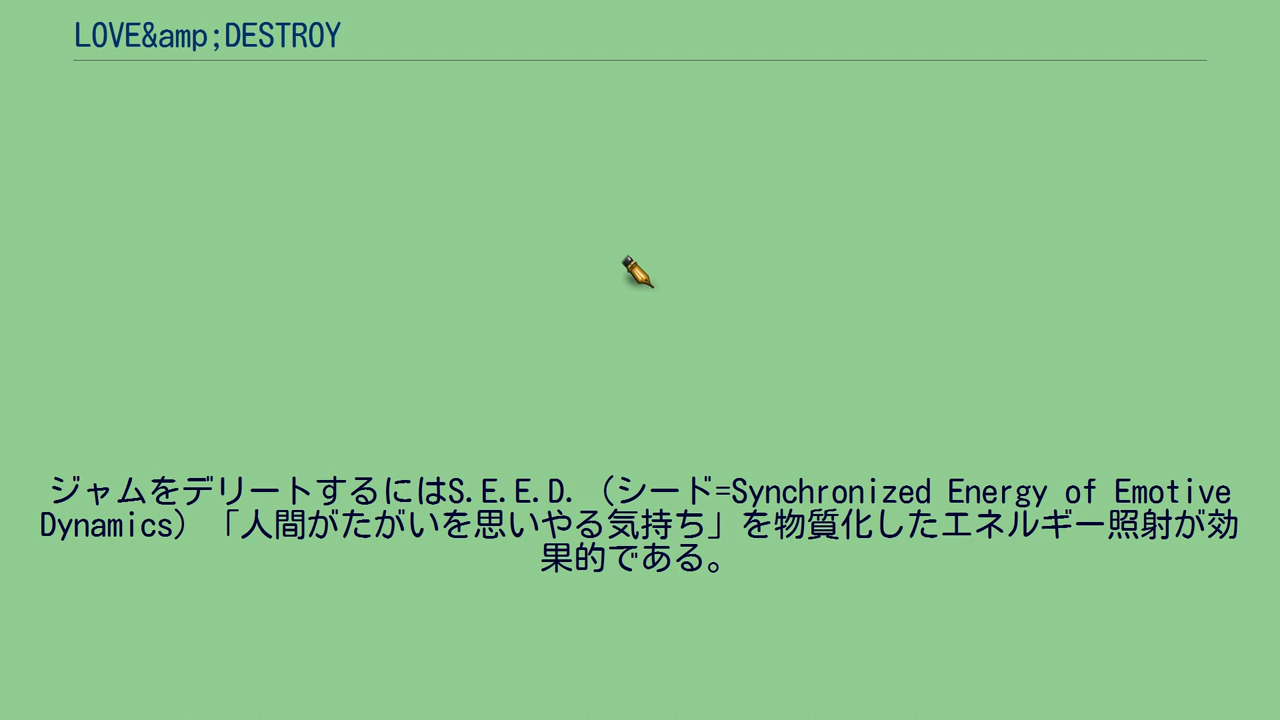 LOVE&amp;DESTROY
ジャムをデリートするにはS.E.E.D.（シード=Synchronized Energy of Emotive
Dynamics）「人間がたがいを思いやる気持ち」を物質化したエネルギー照射が効
果的である。